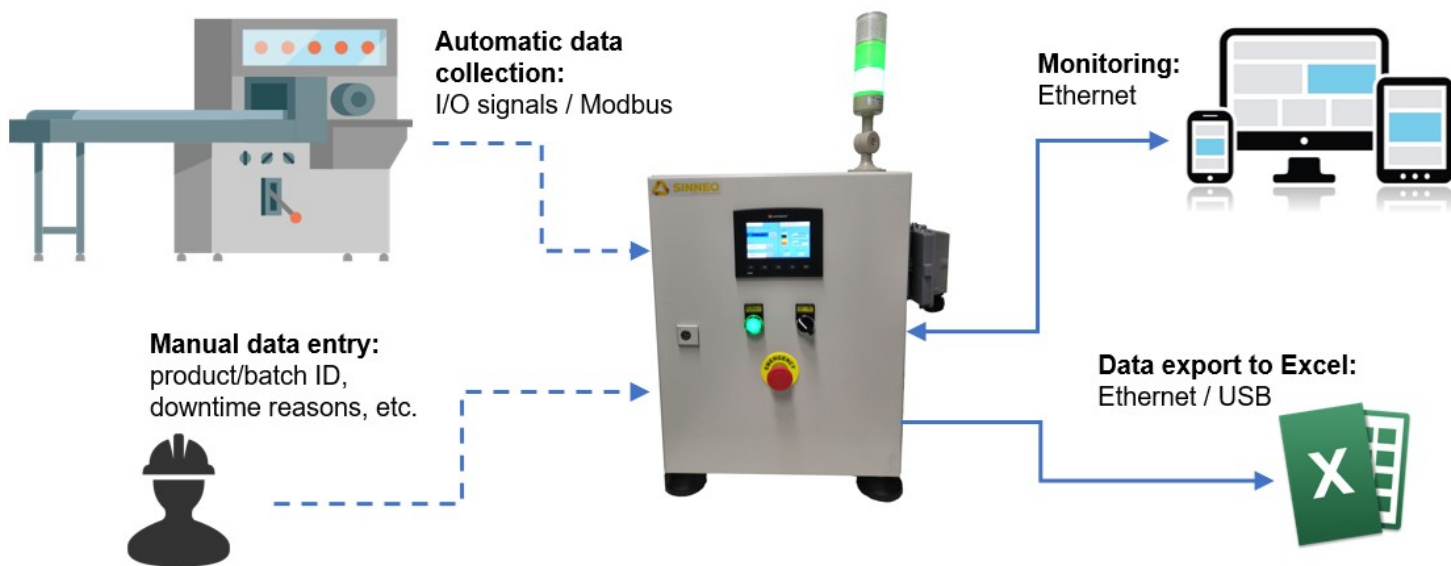 Automatic data
collection:
I/O signals / Modbus
Monitoring:
Ethernet
SINNEO
Manual data entry:
product/batch ID,
downtime reasons, etc.
EMERGENCY
Data export to Excel:
Ethernet / USB
X